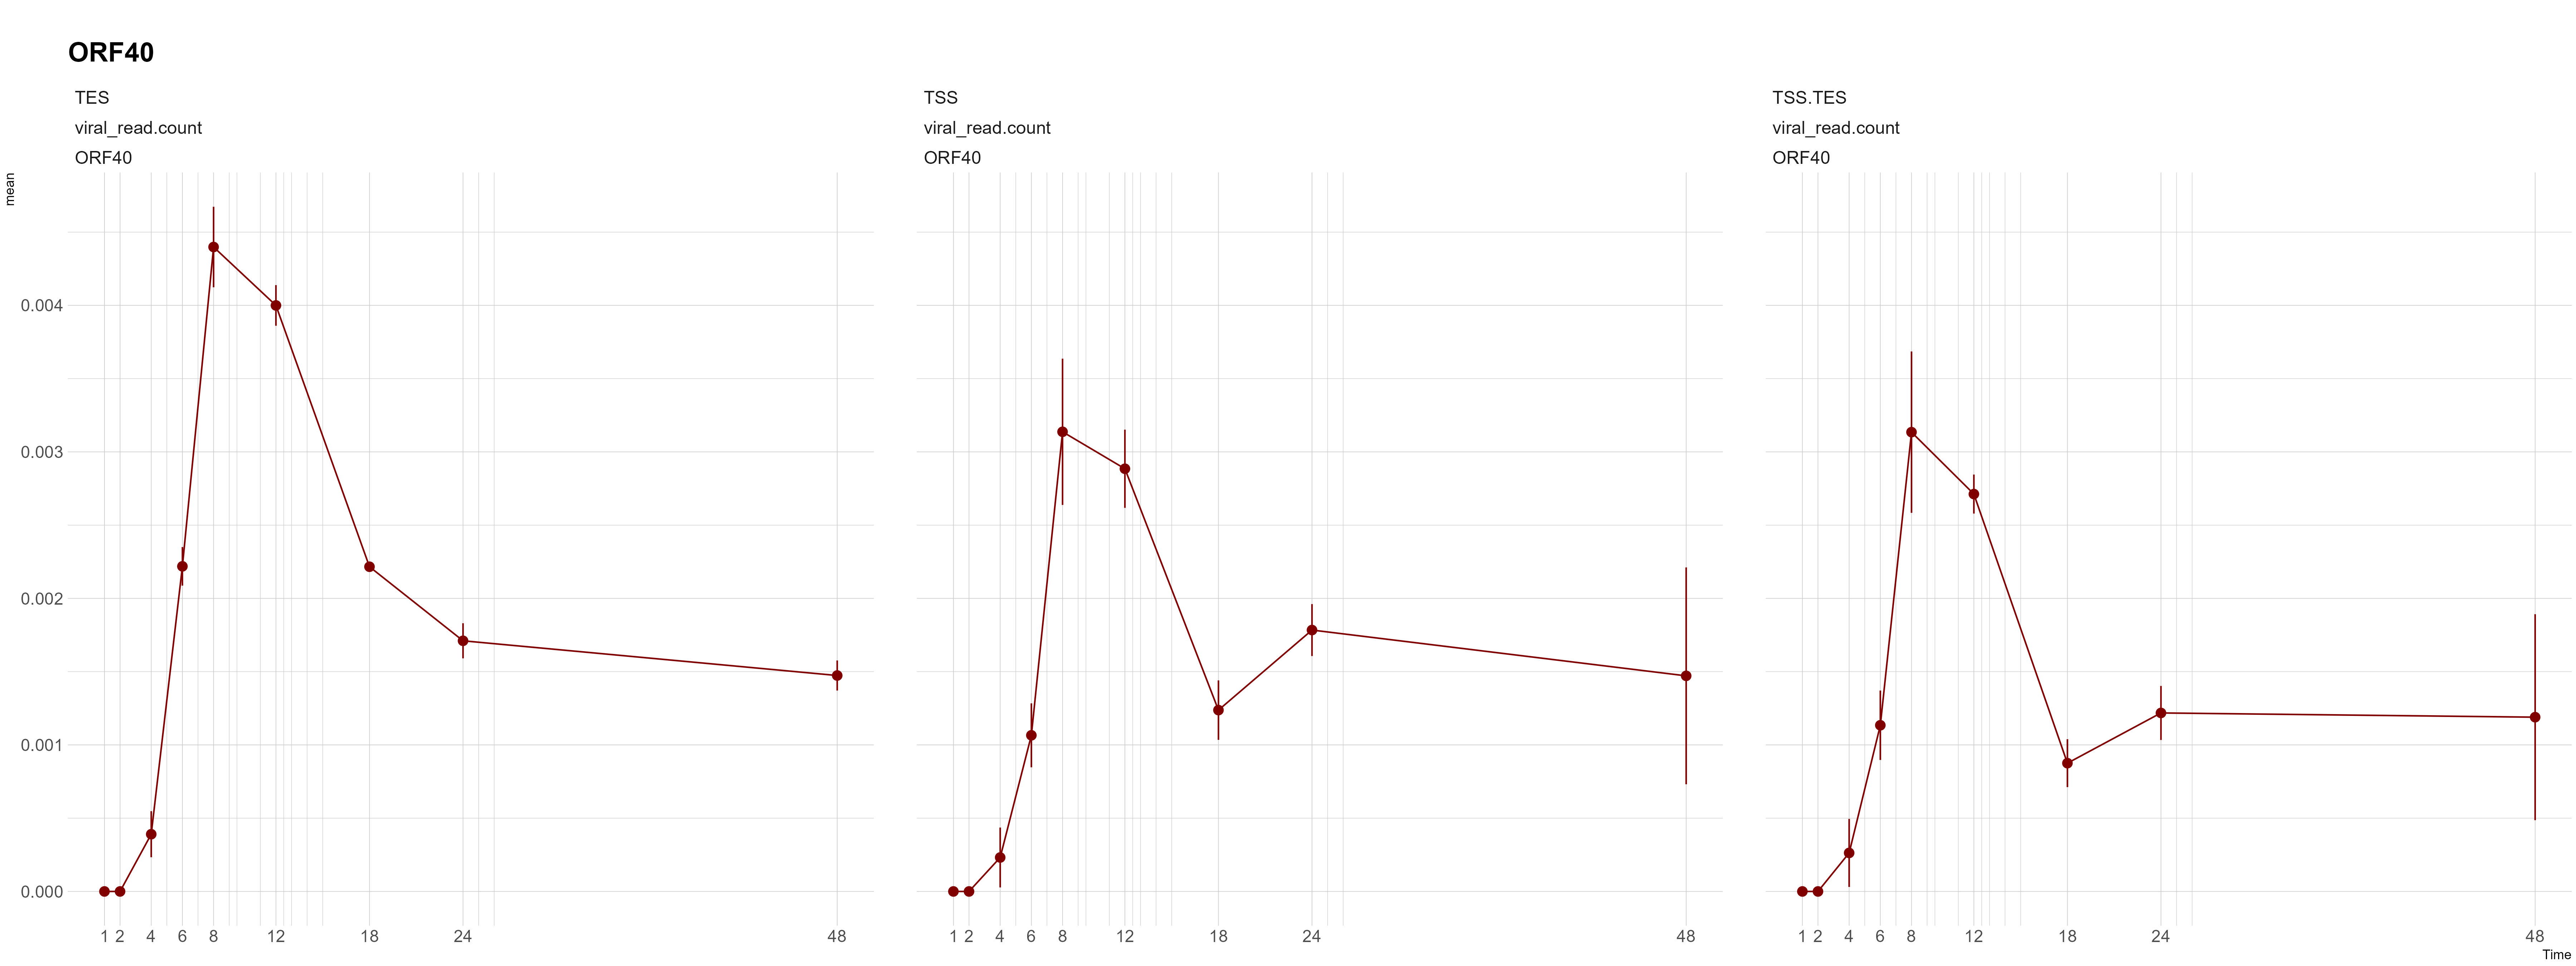 ORF40
TES
viral_read.count
ORF40
TSS
viral_read.count
ORF40
TSS.TES
viral_read.count
ORF40
mean
0.004
0.003
0.002
0.001
0.000
1 2 4 6 8 12 18 24 48
1 2 4 6 8 12 18 24 48
1 2 4 6 8 12 18 24 48
Time